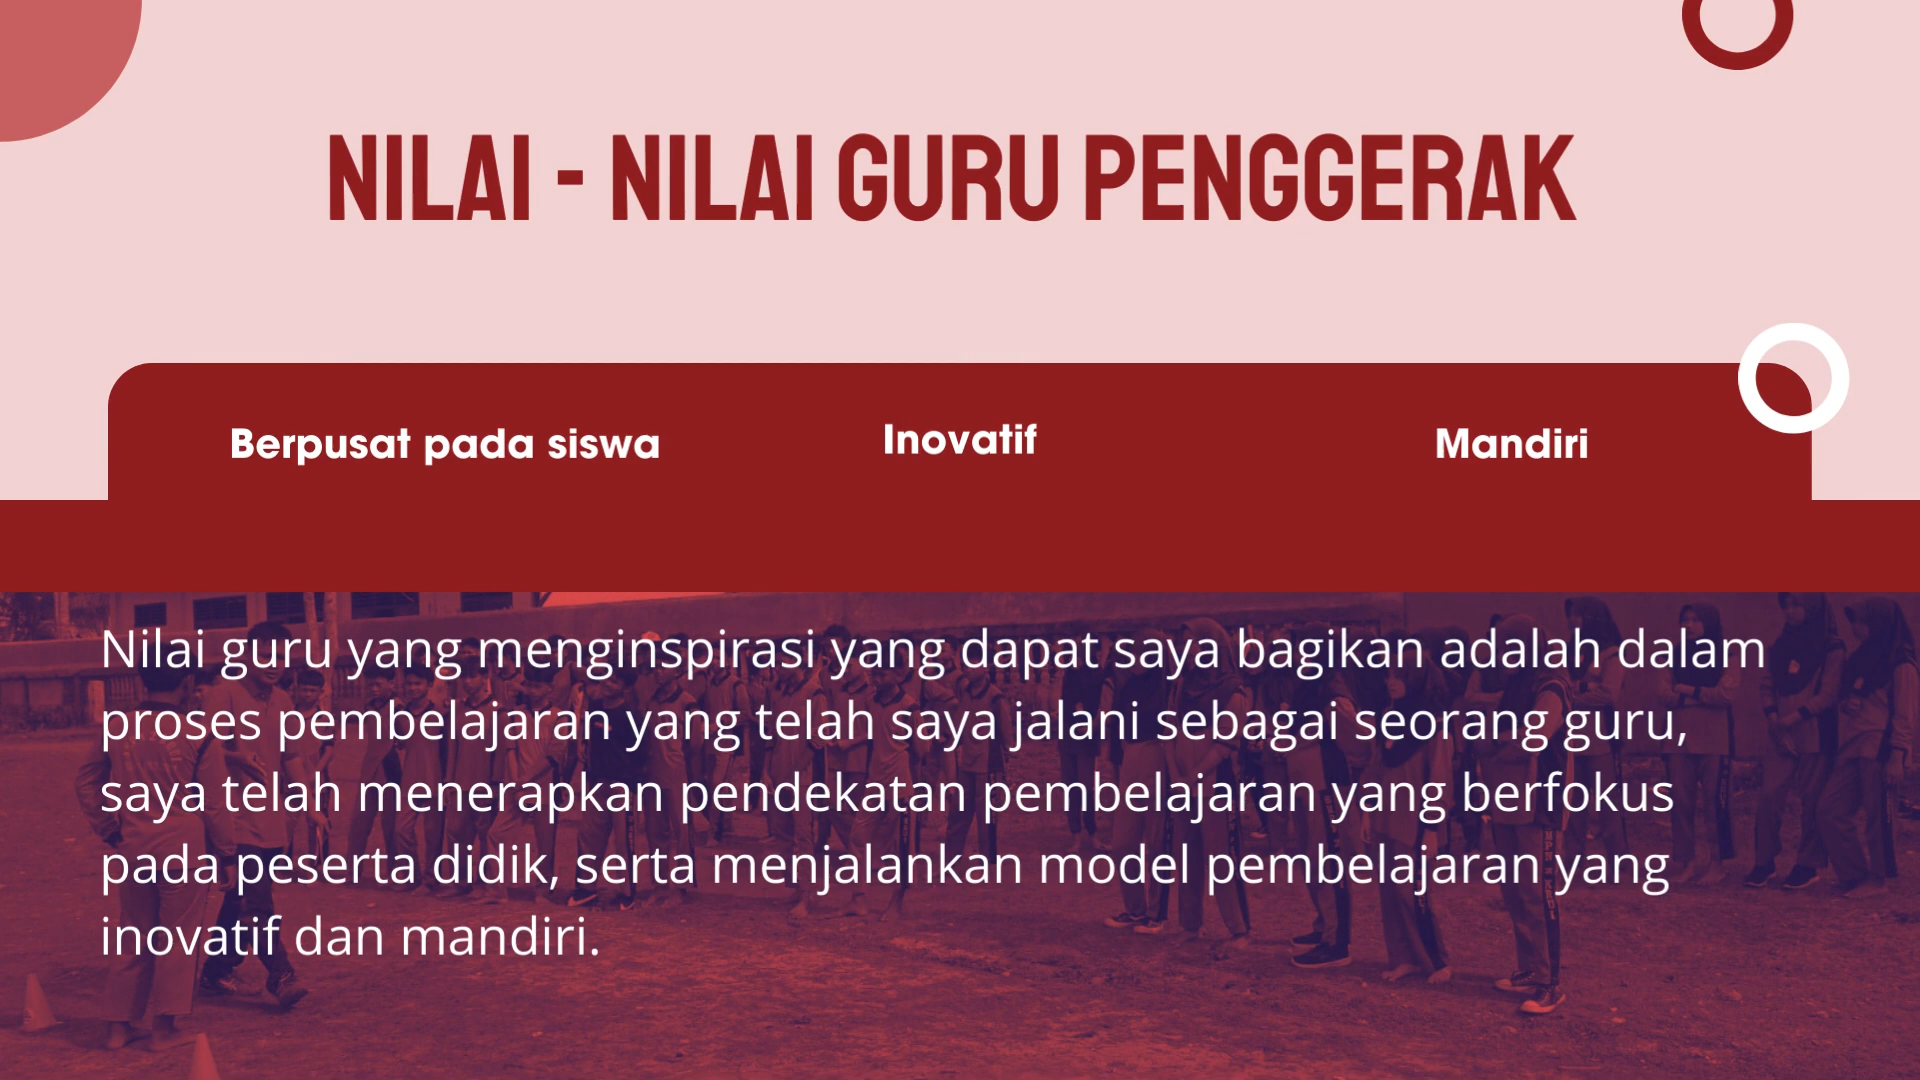 NILAI - NILAI GURU PENGGERAK
Berpusat pada siswa
Inovatif
Mandiri
Nilai guru yang menginspirasi yang dapat saya bagikan adalah dalam
proses pembelajaran yang telah saya jalani sebagai seorang guru,
saya telah menerapkan pendekatan pembelajaran yang berfokus
pada peserta didik, serta menjalankan model pembelajaran yang
inovatif dan mandiri.